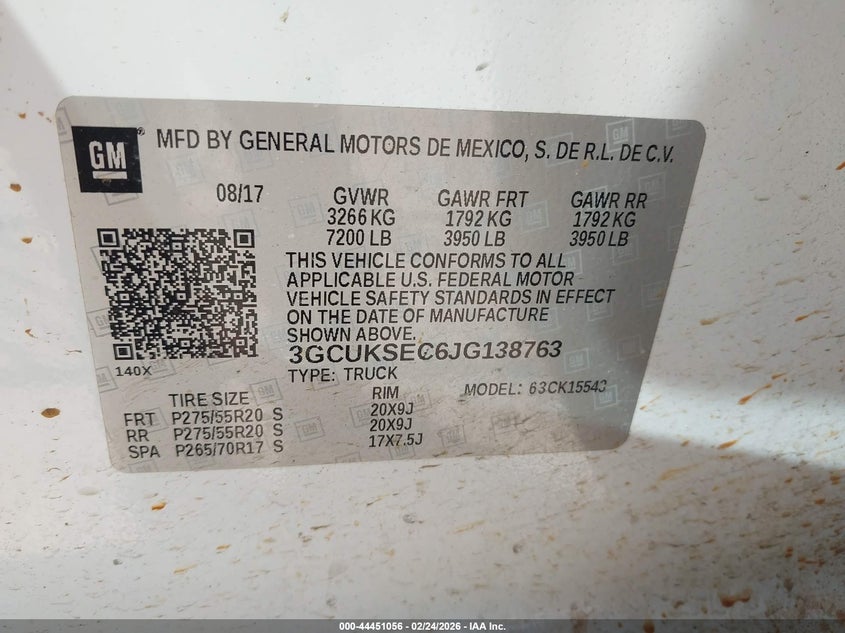 GM
MFD BY GENERAL MOTORS DE MEXICO, S. DE R.L. DE C.V.
08/17 GVWR GAWR FRT GAWR RR
3266 KG 1792 KG 1792 KG
7200 LB 3950 LB 3950 LB
THIS VEHICLE CONFORMS TO ALL
APPLICABLE U.S. FEDERAL MOTOR
VEHICLE SAFETY STANDARDS IN EFFECT
ON THE DATE OF MANUFACTURE
SHOWN ABOVE.
3GCUKSEC6JG138763
140X
TYPE: TRUCK
TIRE SIZE RIM MODEL: 63CK15543
FRT P275/55R20 S 20X9J
RR P275/55R20 S 20X9J
SPA P265/70R17 S 17X7.5J
000-44451056 - 02/24/2026 - IAA Inc.